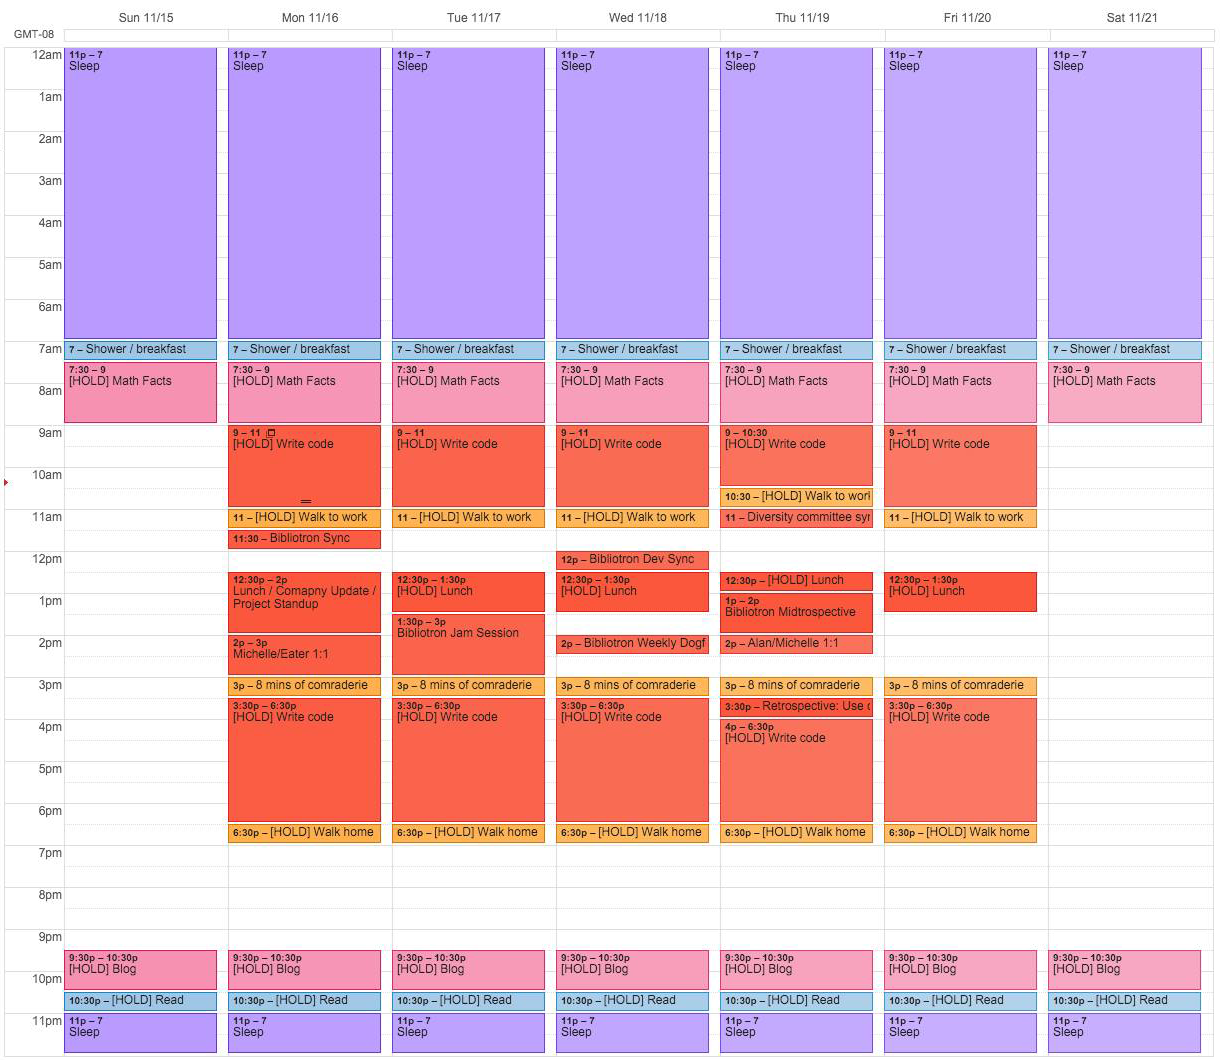 Sun 11/15
Mon 11/16
Tue 11/17
Wed 11/18
Thu 11/19
Fri 11/20
Sat 11/21
GMT-08
12am
1am
2am
3am
4am
5am
6am
7am
8am
9am
10am
11am
12pm
1pm
2pm
3pm
4pm
5pm
6pm
7pm
8pm
9pm
10pm
11pm
11p – 7
Sleep
7 – Shower / breakfast
7:30 – 9
[HOLD] Math Facts
9:30p – 10:30p
[HOLD] Blog
10:30p – [HOLD] Read
11p – 7
Sleep
11p – 7
Sleep
7 – Shower / breakfast
7:30 – 9
[HOLD] Math Facts
9 – 11
[HOLD] Write code
11 – [HOLD] Walk to work
11:30 – Bibliotron Sync
12:30p – 2p
Lunch / Comapny Update /
Project Standup
2p – 3p
Michelle/Eater 1:1
3p – 8 mins of comraderie
3:30p – 6:30p
[HOLD] Write code
6:30p – [HOLD] Walk home
9:30p – 10:30p
[HOLD] Blog
10:30p – [HOLD] Read
11p – 7
Sleep
11p – 7
Sleep
7 – Shower / breakfast
7:30 – 9
[HOLD] Math Facts
9 – 11
[HOLD] Write code
11 – [HOLD] Walk to work
12:30p – 1:30p
[HOLD] Lunch
1:30p – 3p
Bibliotron Jam Session
3p – 8 mins of comraderie
3:30p – 6:30p
[HOLD] Write code
6:30p – [HOLD] Walk home
9:30p – 10:30p
[HOLD] Blog
10:30p – [HOLD] Read
11p – 7
Sleep
11p – 7
Sleep
7 – Shower / breakfast
7:30 – 9
[HOLD] Math Facts
9 – 11
[HOLD] Write code
11 – [HOLD] Walk to work
12p – Bibliotron Dev Sync
12:30p – 1:30p
[HOLD] Lunch
2p – Bibliotron Weekly Dogf
3p – 8 mins of comraderie
3:30p – 6:30p
[HOLD] Write code
6:30p – [HOLD] Walk home
9:30p – 10:30p
[HOLD] Blog
10:30p – [HOLD] Read
11p – 7
Sleep
11p – 7
Sleep
7 – Shower / breakfast
7:30 – 9
[HOLD] Math Facts
9 – 10:30
[HOLD] Write code
10:30 – [HOLD] Walk to work
11 – Diversity committee
12:30p – [HOLD] Lunch
1p – 2p
Bibliotron Midtrospective
2p – Alan/Michelle 1:1
3p – 8 mins of comraderie
3:30p – Retrospective: Use
4p – 6:30p
[HOLD] Write code
6:30p – [HOLD] Walk home
9:30p – 10:30p
[HOLD] Blog
10:30p – [HOLD] Read
11p – 7
Sleep
11p – 7
Sleep
7 – Shower / breakfast
7:30 – 9
[HOLD] Math Facts
9 – 11
[HOLD] Write code
11 – [HOLD] Walk to work
12:30p – 1:30p
[HOLD] Lunch
3p – 8 mins of comraderie
3:30p – 6:30p
[HOLD] Write code
6:30p – [HOLD] Walk home
9:30p – 10:30p
[HOLD] Blog
10:30p – [HOLD] Read
11p – 7
Sleep
11p – 7
Sleep
7 – Shower / breakfast
7:30 – 9
[HOLD] Math Facts
9:30p – 10:30p
[HOLD] Blog
10:30p – [HOLD] Read
11p – 7
Sleep